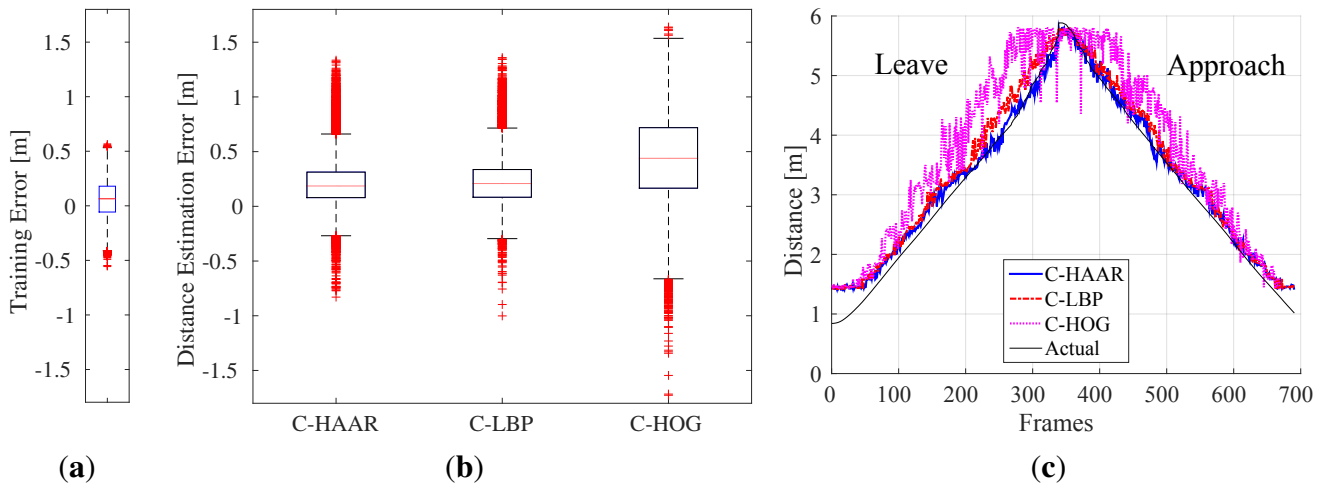 Training Error [m]
1.5
1
0.5
0
-0.5
-1
-1.5
(a)
Distance Estimation Error [m]
1.5
1
0.5
0
-0.5
-1
-1.5
C-HAAR
C-LBP
C-HOG
(b)
Distance [m]
6
5
4
3
2
1
0
Leave
Approach
C-HAAR
C-LBP
C-HOG
Actual
0 100 200 300 400 500 600 700
Frames
(c)